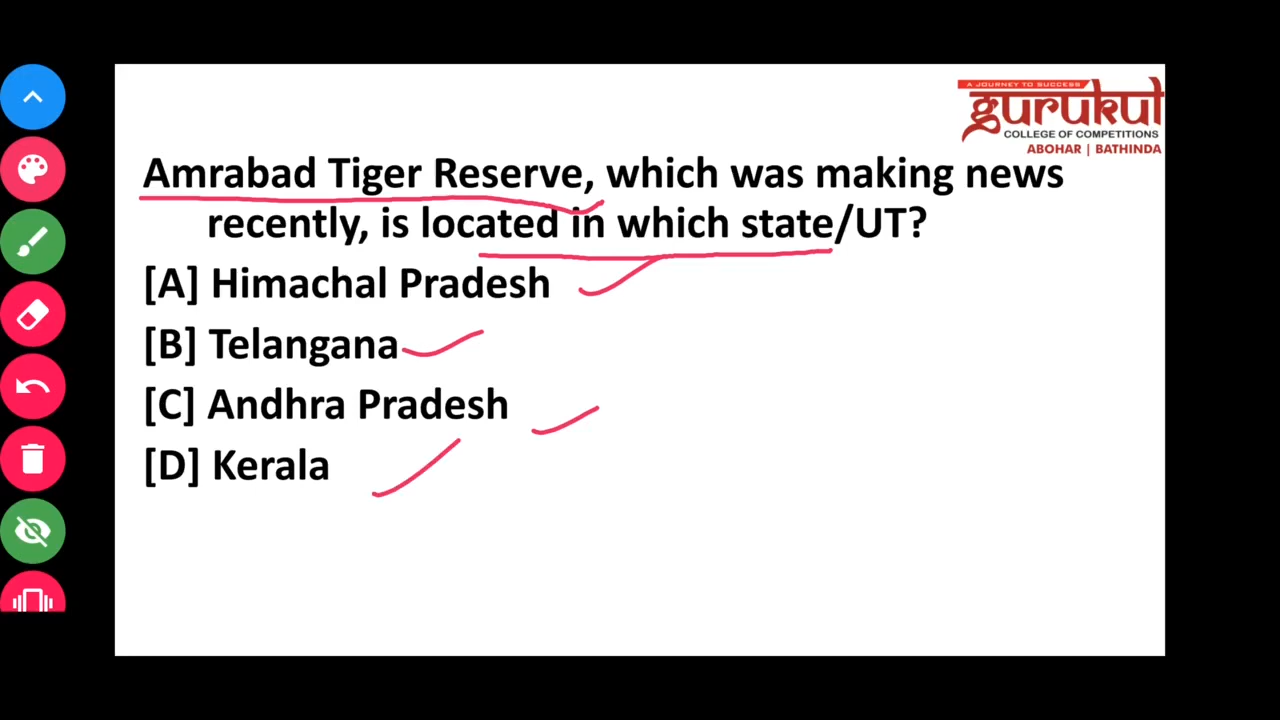 A JOURNEY TO SUCCESS
gurukul
COLLEGE OF COMPETITIONS
ABOHAR | BATHINDA
Amrabad Tiger Reserve, which was making news
recently, is located in which state/UT?
[A] Himachal Pradesh
[B] Telangana
[C] Andhra Pradesh
[D] Kerala